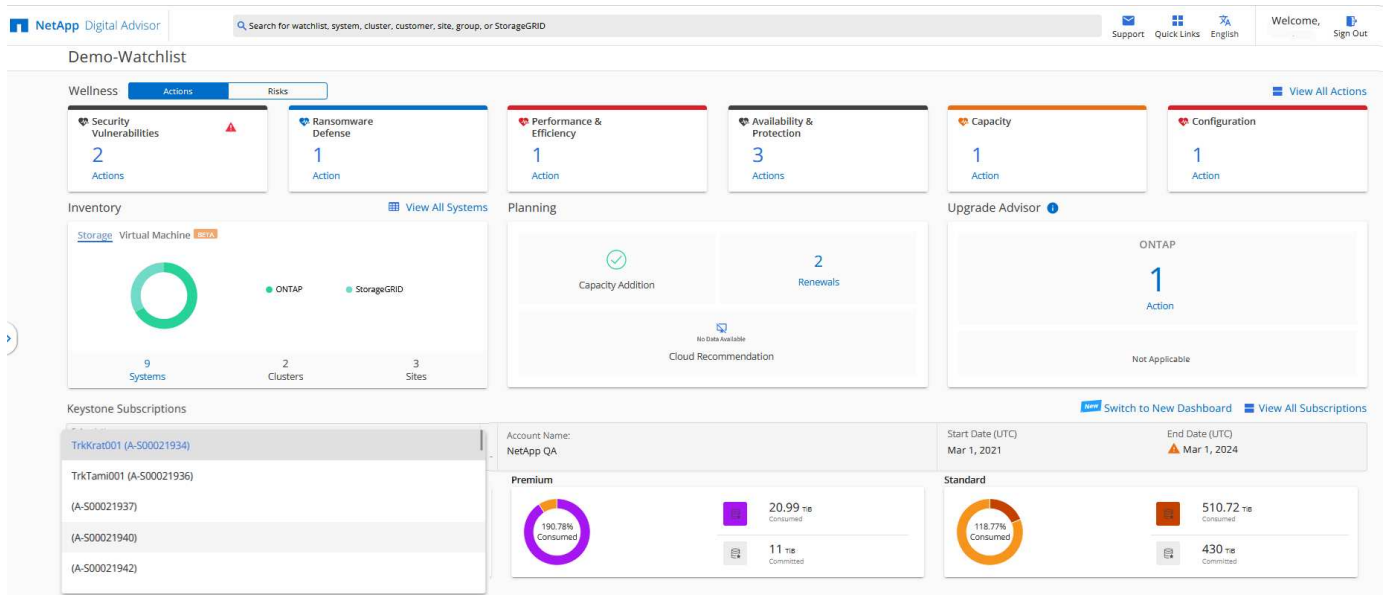 NetApp Digital Advisor
Search for watchlist, system, cluster, customer, site, group, or StorageGRID
Support
Quick Links
English
Welcome,
Sign Out
Demo-Watchlist
Wellness
Actions
Risks
View All Actions
Security
Vulnerabilities
2
Actions
Ransomware
Defense
1
Action
Performance &
Efficiency
1
Action
Availability &
Protection
3
Actions
Capacity
1
Action
Configuration
1
Action
Inventory
View All Systems
Storage Virtual Machine BETA
ONTAP
StorageGRID
9
Systems
2
Clusters
3
Sites
Planning
Capacity Addition
2
Renewals
No Data Available
Cloud Recommendation
Upgrade Advisor
ONTAP
1
Action
Not Applicable
Keystone Subscriptions
New Switch to New Dashboard
View All Subscriptions
TrkKrat001 (A-S00021934)
TrkTami001 (A-S00021936)
(A-S00021937)
(A-S00021940)
(A-S00021942)
Account Name:
NetApp QA
Start Date (UTC)
Mar 1, 2021
End Date (UTC)
Mar 1, 2024
Premium
190.78%
Consumed
20.99 TiB
Consumed
11 TiB
Committed
Standard
118.77%
Consumed
510.72 TiB
Consumed
430 TiB
Committed